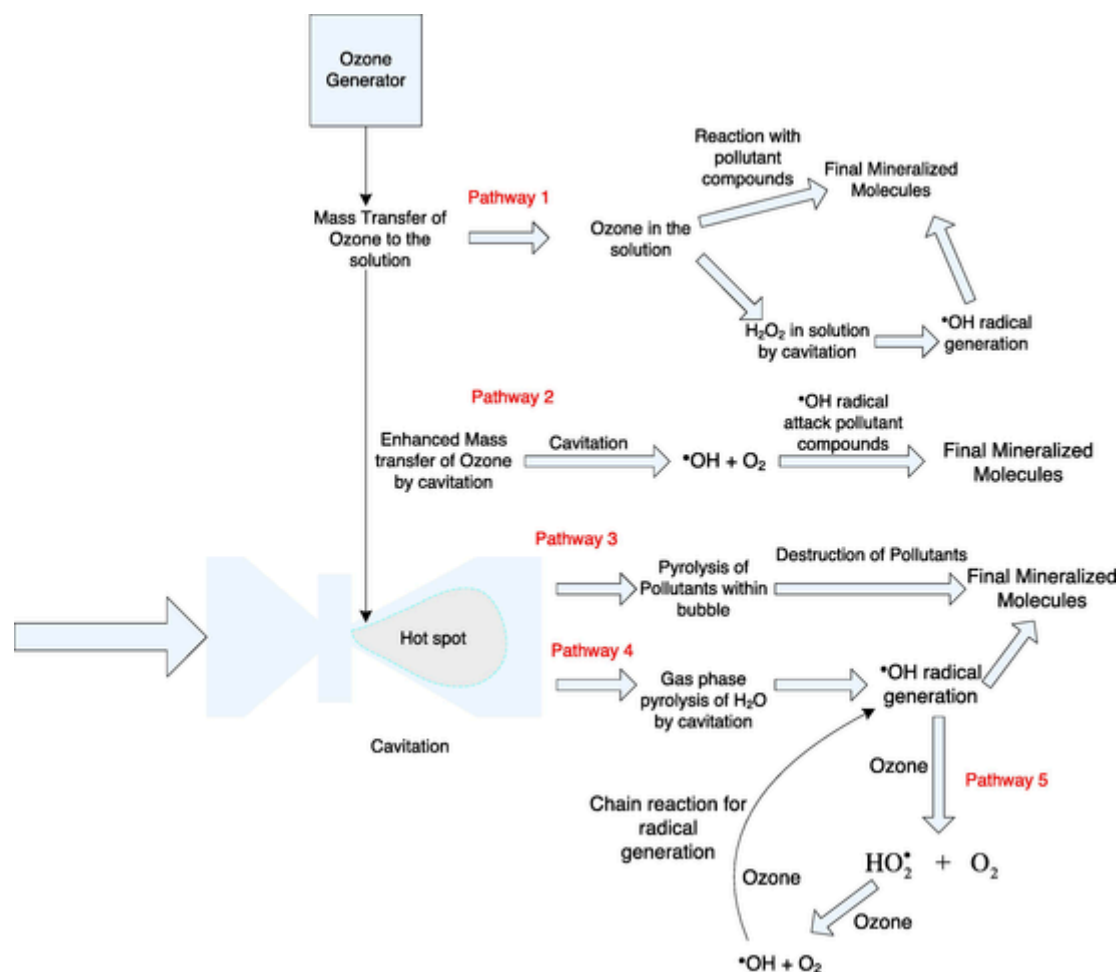 Ozone
Generator
Mass Transfer of
Ozone to the
solution
Pathway 1
Ozone in the
solution
Reaction with
pollutant
compounds
Final Mineralized
Molecules
H₂O₂ in solution
by cavitation
•OH radical
generation
Pathway 2
Enhanced Mass
transfer of Ozone
by cavitation
Cavitation
•OH + O₂
•OH radical
attack pollutant
compounds
Final Mineralized
Molecules
Hot spot
Cavitation
Pathway 3
Pyrolysis of
Pollutants within
bubble
Destruction of Pollutants
Final Mineralized
Molecules
Pathway 4
Gas phase
pyrolysis of H₂O
by cavitation
•OH radical
generation
Ozone
Pathway 5
HO₂• + O₂
Ozone
•OH + O₂
Ozone
Chain reaction for
radical
generation